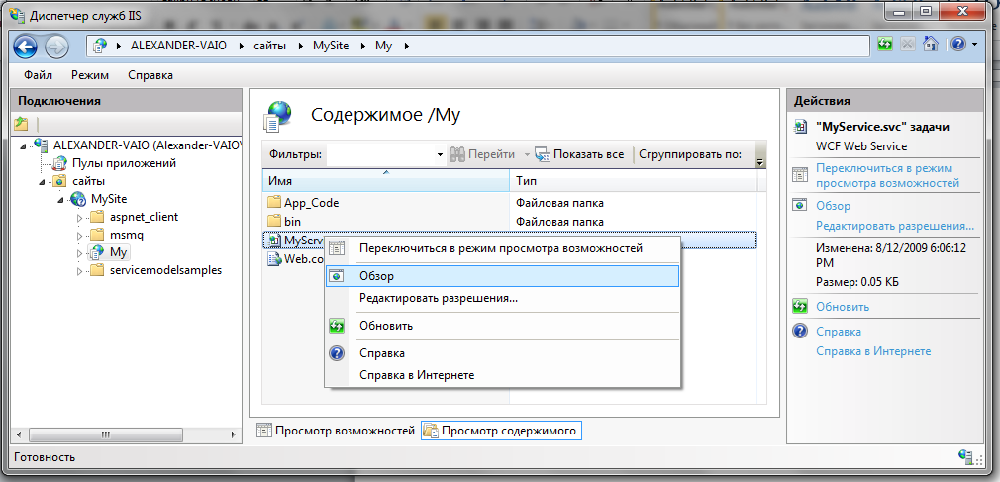 Диспетчер служб IIS
ALEXANDER-VAIO
сайты
MySite
My
Файл
Режим
Справка
Подключения
ALEXANDER-VAIO (Alexander-VAIO\
Пулы приложений
сайты
MySite
aspnet_client
msmq
My
servicemodelsamples
Содержимое /My
Фильтры:
Перейти
Показать все
Сгруппировать по:
Имя
Тип
App_Code
Файловая папка
bin
Файловая папка
MyServi
Web.co
Переключиться в режим просмотра возможностей
Обзор
Редактировать разрешения...
Обновить
Справка
Справка в Интернете
Просмотр возможностей
Просмотр содержимого
Действия
"MyService.svc" задачи
WCF Web Service
Переключиться в режим
просмотра возможностей
Обзор
Редактировать разрешения...
Изменена: 8/12/2009 6:06:12
PM
Размер: 0.05 КБ
Обновить
Справка
Справка в Интернете
Готовность